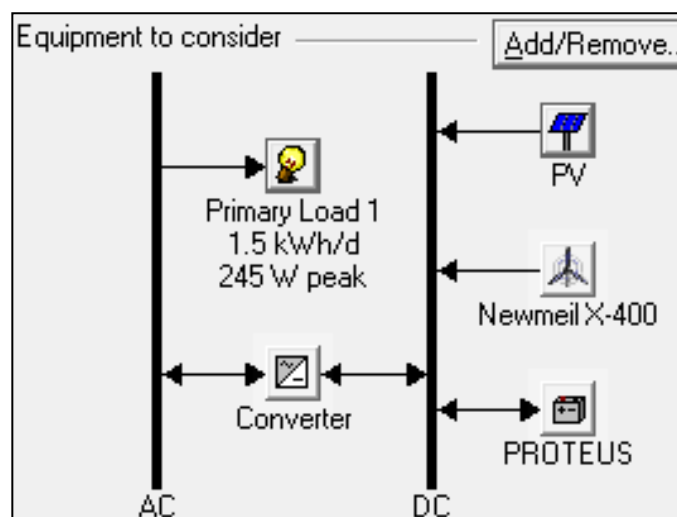 Equipment to consider
Add/Remove..
PV
Primary Load 1
1.5 kWh/d
245 W peak
Newmeil X-400
Converter
PROTEUS
AC
DC